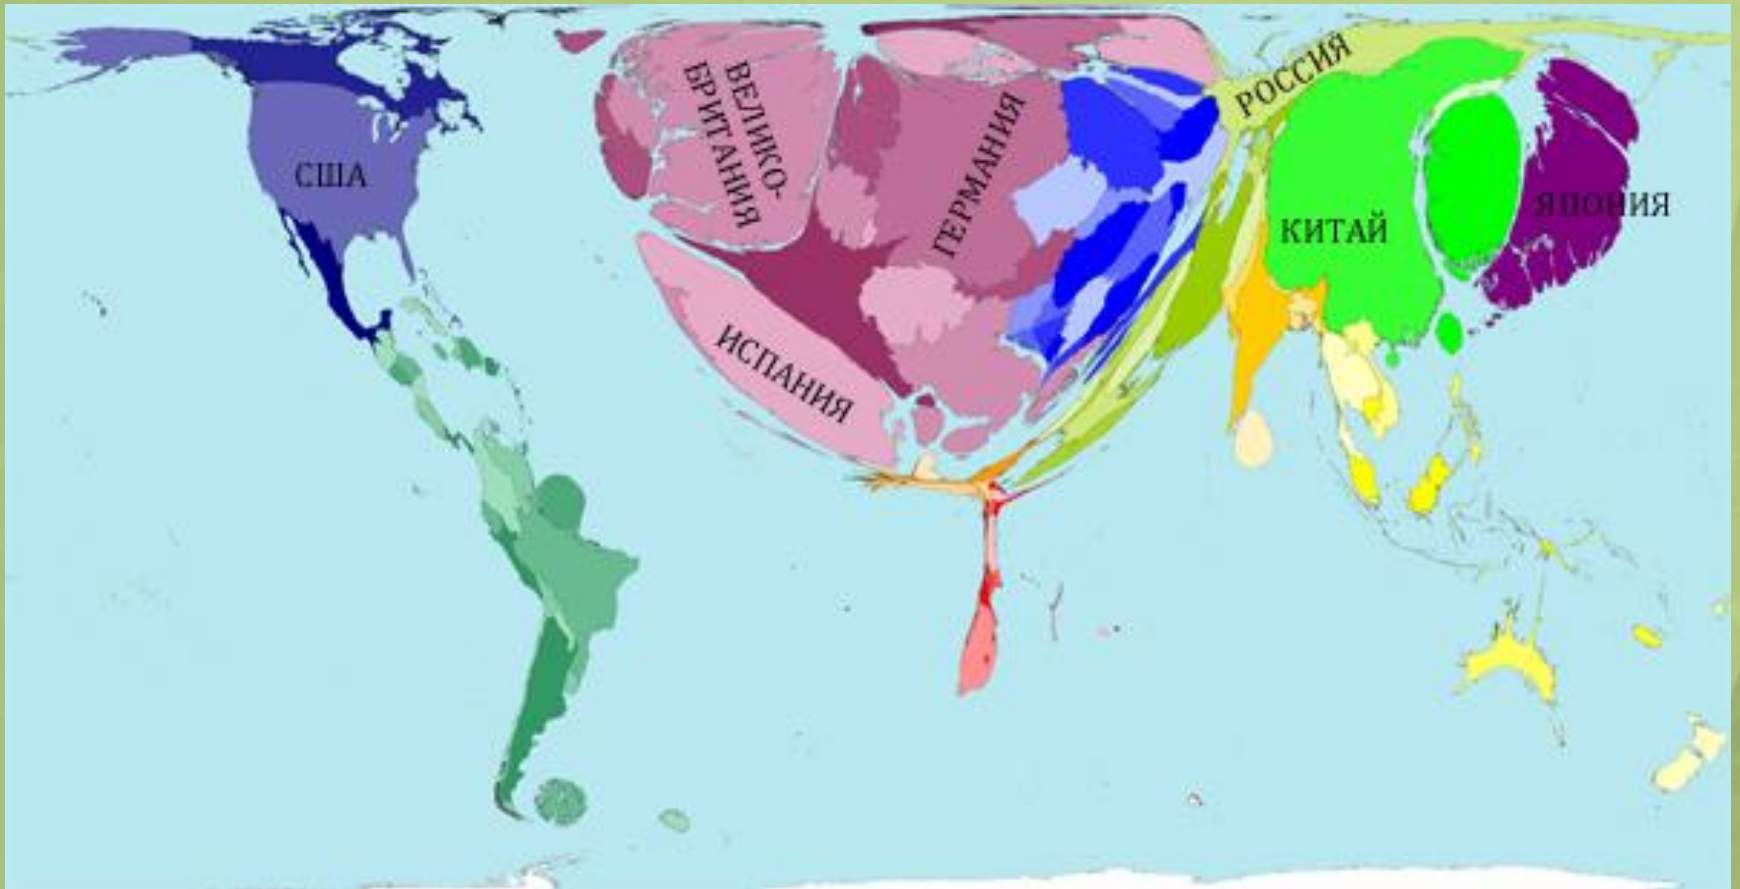 США
ВЕЛИКО-
БРИТАНИЯ
ГЕРМАНИЯ
ИСПАНИЯ
РОССИЯ
КИТАЙ
ЯПОНИЯ